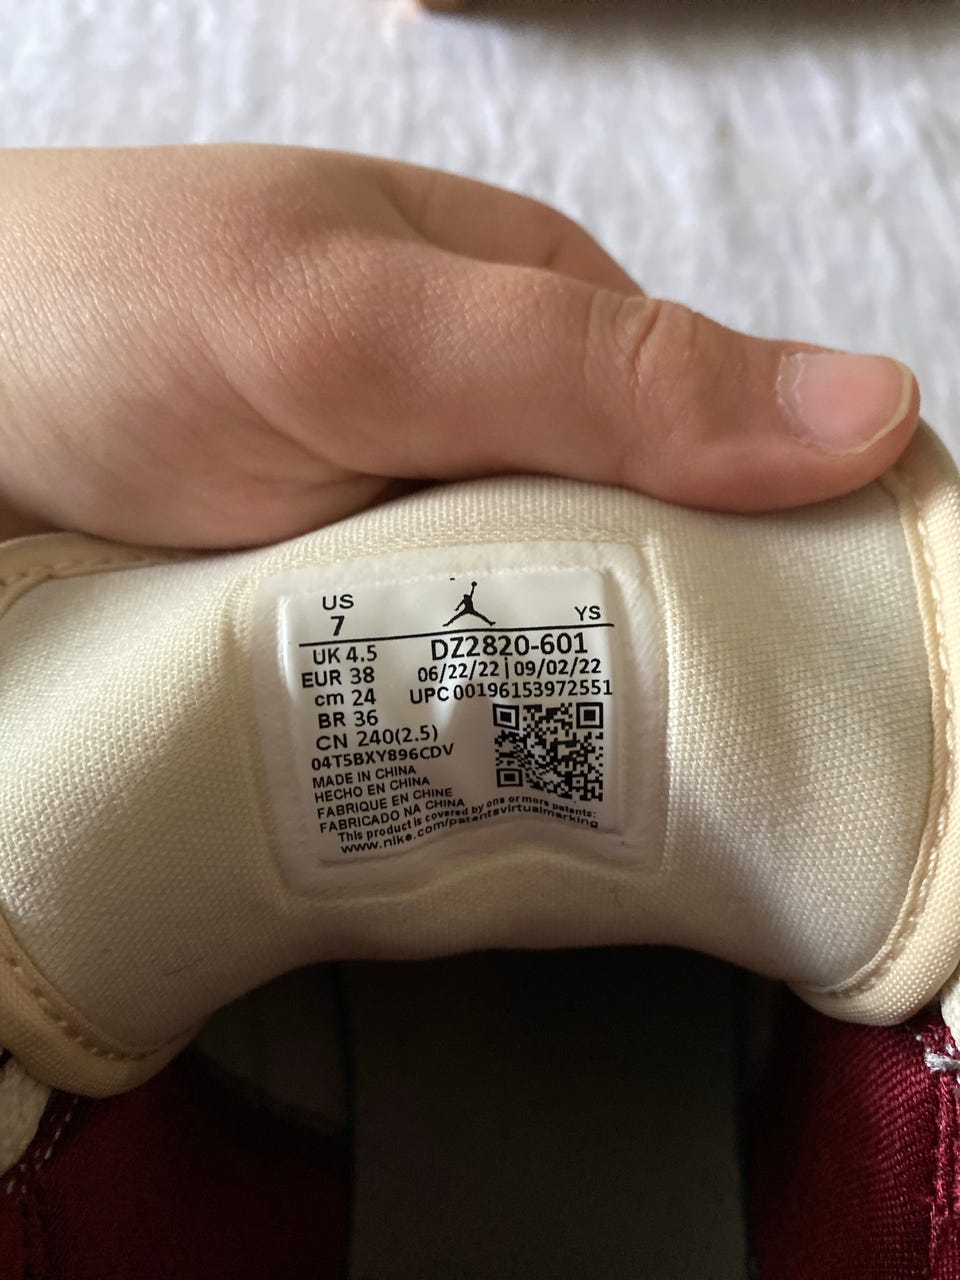 US
7
YS
UK 4.5
EUR 38
cm 24
BR 36
CN 240(2.5)
04T5BXY896CDV
DZ2820-601
06/22/22 | 09/02/22
UPC 00196153972551
MADE IN CHINA
HECHO EN CHINA
FABRIQUE EN CHINE
FABRICADO NA CHINA
This product is covered by one or more patents:
www.nike.com/patentsvirtualmarking